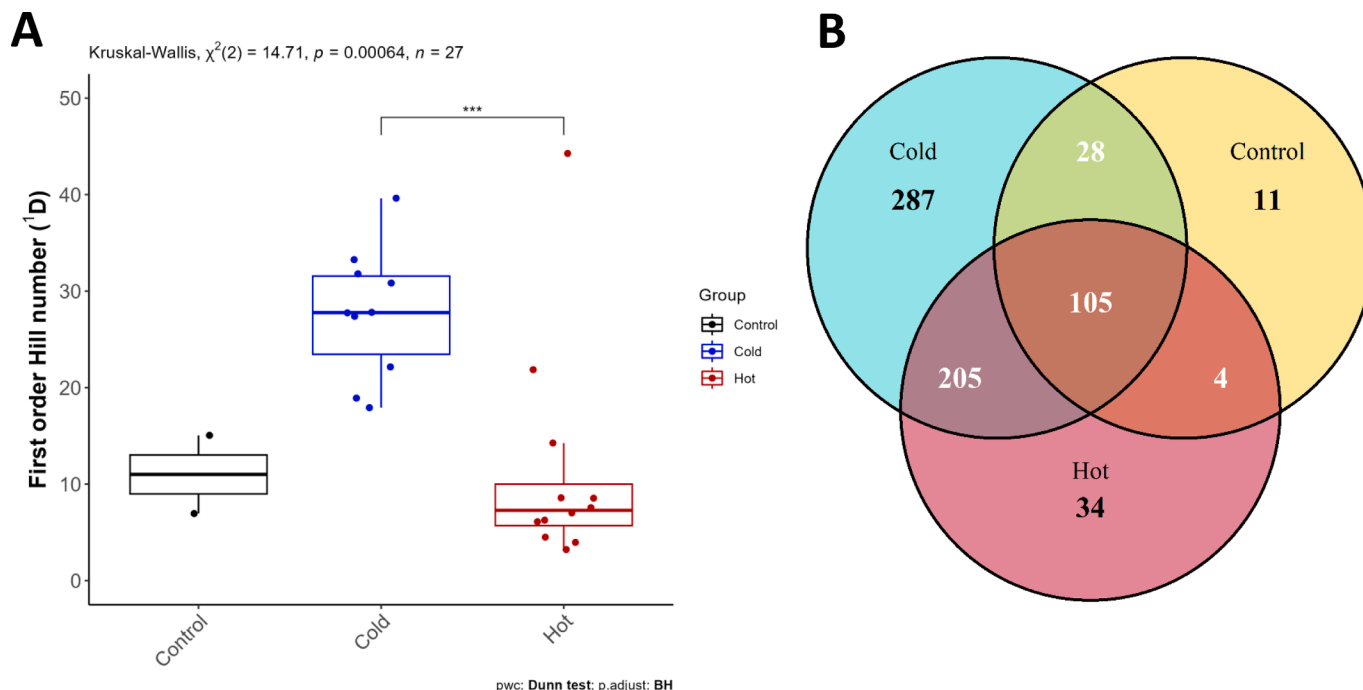 A
Kruskal-Wallis, χ²(2) = 14.71, p = 0.00064, n = 27
First order Hill number (¹D)
50
40
30
20
10
0
***
Control
Cold
Hot
pwc: Dunn test; p.adjust: BH
Group
Control
Cold
Hot
B
Cold
287
28
Control
11
105
205
4
Hot
34